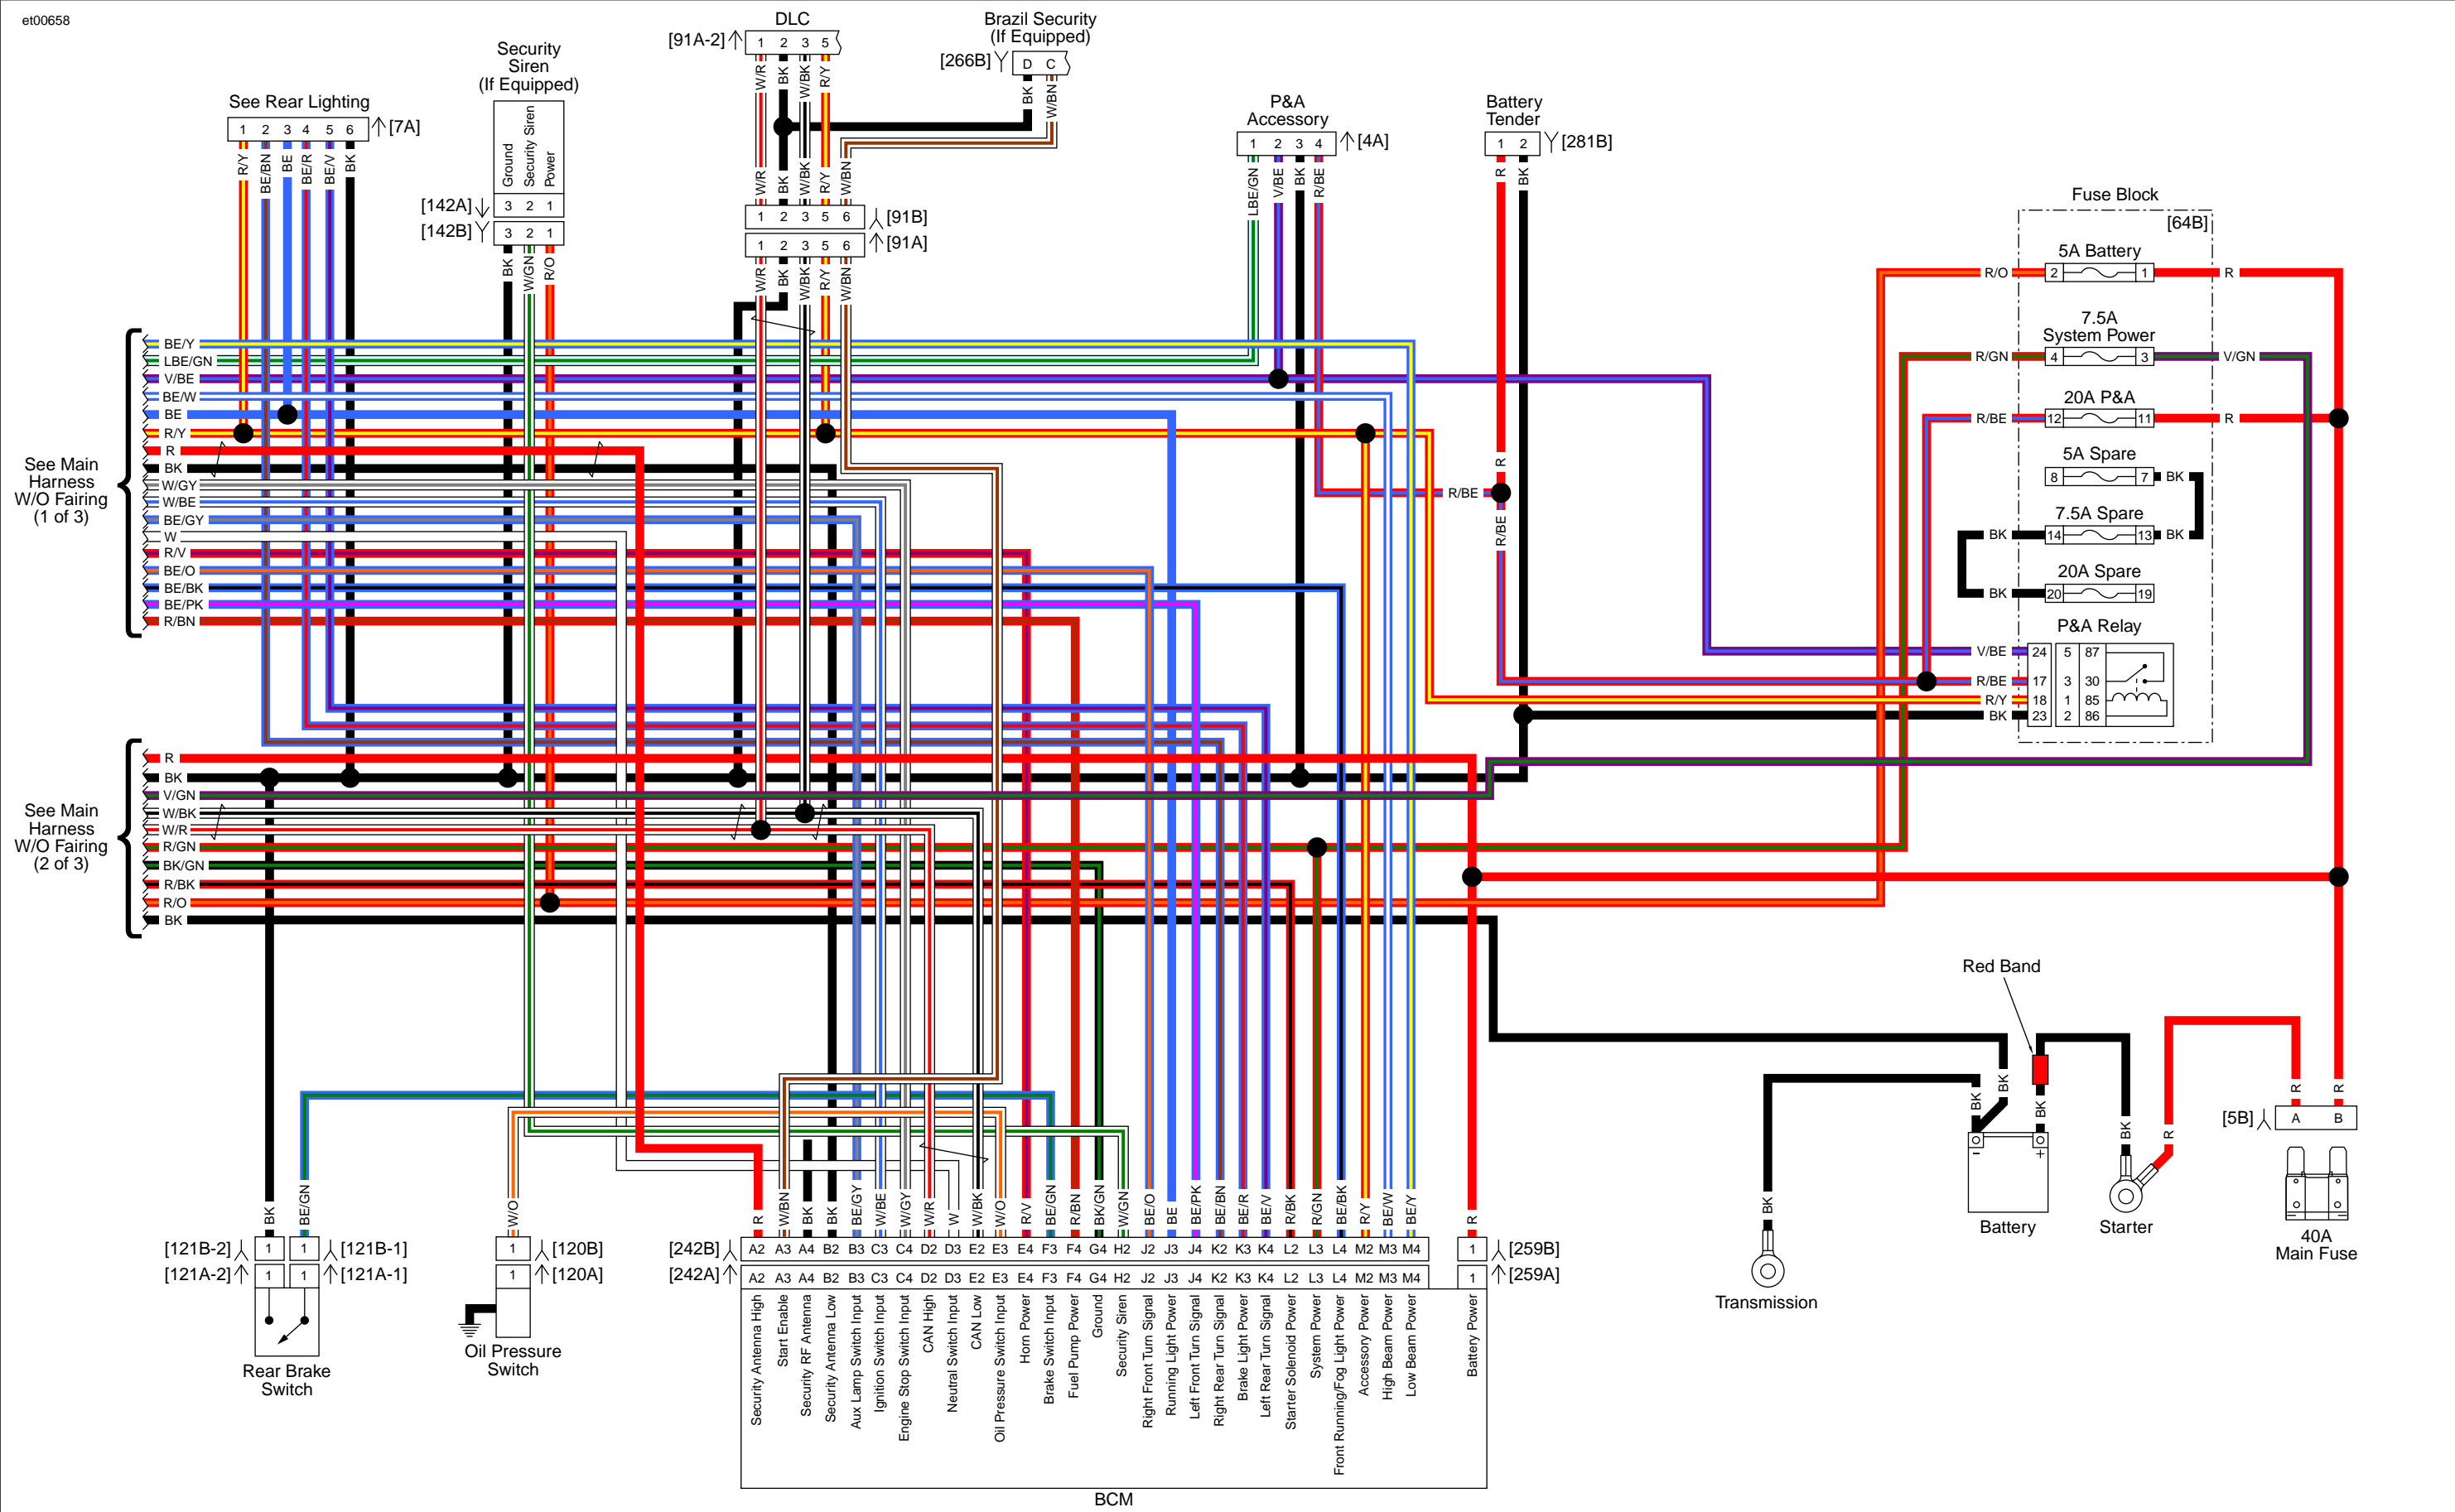 et00658
DLC
[91A-2]
1 2 3 5
W/R BK W/BK R/Y
Brazil Security
(If Equipped)
[266B]
D C
BK W/BN
Security
Siren
(If Equipped)
Ground
Security Siren
Power
[142A] 3 2 1
[142B] 3 2 1
BK W/GN R/O
See Rear Lighting
1 2 3 4 5 6 [7A]
R/Y BE/BN BE BE/R BE/V BK
W/R BK W/BK R/Y W/BN
1 2 3 5 6 [91B]
1 2 3 5 6 [91A]
W/R BK W/BK R/Y W/BN
P&A
Accessory
1 2 3 4 [4A]
LBE/GN V/BE BK R/BE
Battery
Tender
1 2 [281B]
R BK
R
R/BE
R/BE
Fuse Block
[64B]
5A Battery
R/O 2 1 R
7.5A
System Power
R/GN 4 3 V/GN
20A P&A
R/BE 12 11 R
5A Spare
8 7 BK
7.5A Spare
BK 14 13 BK
20A Spare
BK 20 19
P&A Relay
V/BE 24 5 87
R/BE 17 3 30
R/Y 18 1 85
BK 23 2 86
See Main
Harness
W/O Fairing
(1 of 3)
BE/Y
LBE/GN
V/BE
BE/W
BE
R/Y
R
BK
W/GY
W/BE
BE/GY
W
R/V
BE/O
BE/BK
BE/PK
R/BN
See Main
Harness
W/O Fairing
(2 of 3)
R
BK
V/GN
W/BK
W/R
R/GN
BK/GN
R/BK
R/O
BK
Red Band
BK BK BK BK R
- +
Battery
Starter
BK
Transmission
R R
[5B] A B
40A
Main Fuse
BK BE/GN
[121B-2] 1 1 [121B-1]
[121A-2] 1 1 [121A-1]
Rear Brake
Switch
W/O
1 [120B]
1 [120A]
Oil Pressure
Switch
R W/BN BK BK BE/GY W/BE W/GY W/R W W/BK W/O R/V BE/GN R/BN BK/GN W/GN BE/O BE BE/PK BE/BN BE/R BE/V R/BK R/GN BE/BK R/Y BE/W BE/Y R
[242B] A2 A3 A4 B2 B3 C3 C4 D2 D3 E2 E3 E4 F3 F4 G4 H2 J2 J3 J4 K2 K3 K4 L2 L3 L4 M2 M3 M4 1 [259B]
[242A] A2 A3 A4 B2 B3 C3 C4 D2 D3 E2 E3 E4 F3 F4 G4 H2 J2 J3 J4 K2 K3 K4 L2 L3 L4 M2 M3 M4 1 [259A]
Security Antenna High
Start Enable
Security RF Antenna
Security Antenna Low
Aux Lamp Switch Input
Ignition Switch Input
Engine Stop Switch Input
CAN High
Neutral Switch Input
CAN Low
Oil Pressure Switch Input
Horn Power
Brake Switch Input
Fuel Pump Power
Ground
Security Siren
Right Front Turn Signal
Running Light Power
Left Front Turn Signal
Right Rear Turn Signal
Brake Light Power
Left Rear Turn Signal
Starter Solenoid Power
System Power
Front Running/Fog Light Power
Accessory Power
High Beam Power
Low Beam Power
Battery Power
BCM